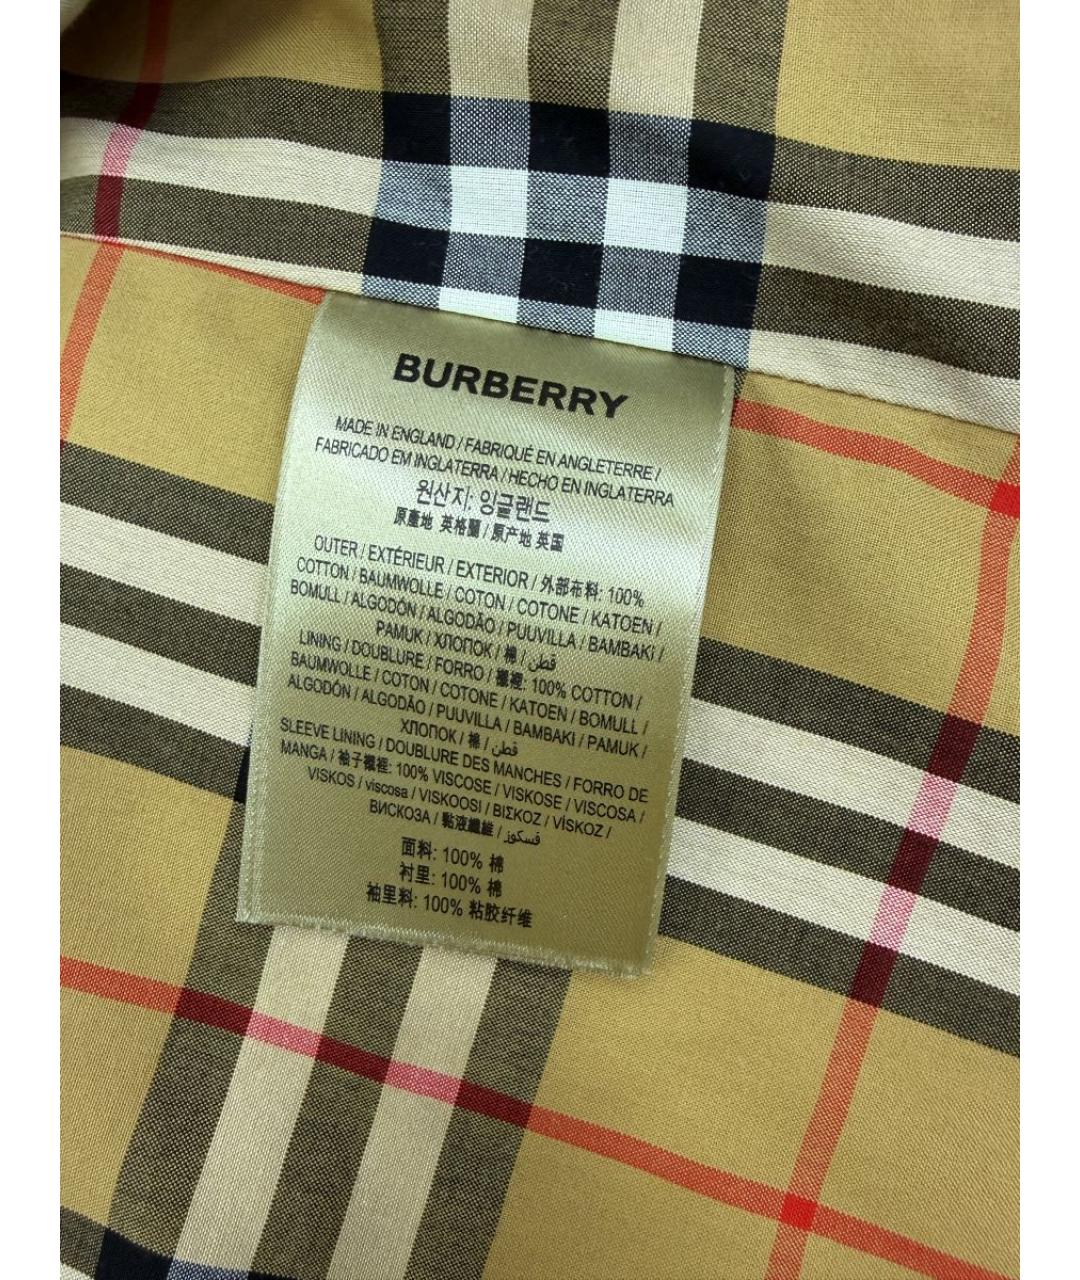 BURBERRY
MADE IN ENGLAND / FABRIQUÉ EN ANGLETERRE /
FABRICADO EM INGLATERRA / HECHO EN INGLATERRA
원산지: 잉글랜드
原產地 英格蘭 / 原产地 英国
OUTER / EXTÉRIEUR / EXTERIOR / 外部布料: 100%
COTTON / BAUMWOLLE / COTON / COTONE / KATOEN /
BOMULL / ALGODÓN / ALGODÃO / PUUVILLA / BAMBAKI /
PAMUK / ХЛОПОК / 棉 / قطن
LINING / DOUBLURE / FORRO / 襯裡: 100% COTTON /
BAUMWOLLE / COTON / COTONE / KATOEN / BOMULL /
ALGODÓN / ALGODÃO / PUUVILLA / BAMBAKI / PAMUK /
ХЛОПОК / 棉 / قطن
SLEEVE LINING / DOUBLURE DES MANCHES / FORRO DE
MANGA / 袖子襯裡: 100% VISCOSE / VISKOSE / VISCOSA /
VISKOS / viscosa / VISKOOSI / ΒΙΣΚΟΖ / VİSKOZ /
ВИСКОЗА / 黏液纖維 / فسكوز
面料: 100% 棉
衬里: 100% 棉
袖里料: 100% 粘胶纤维